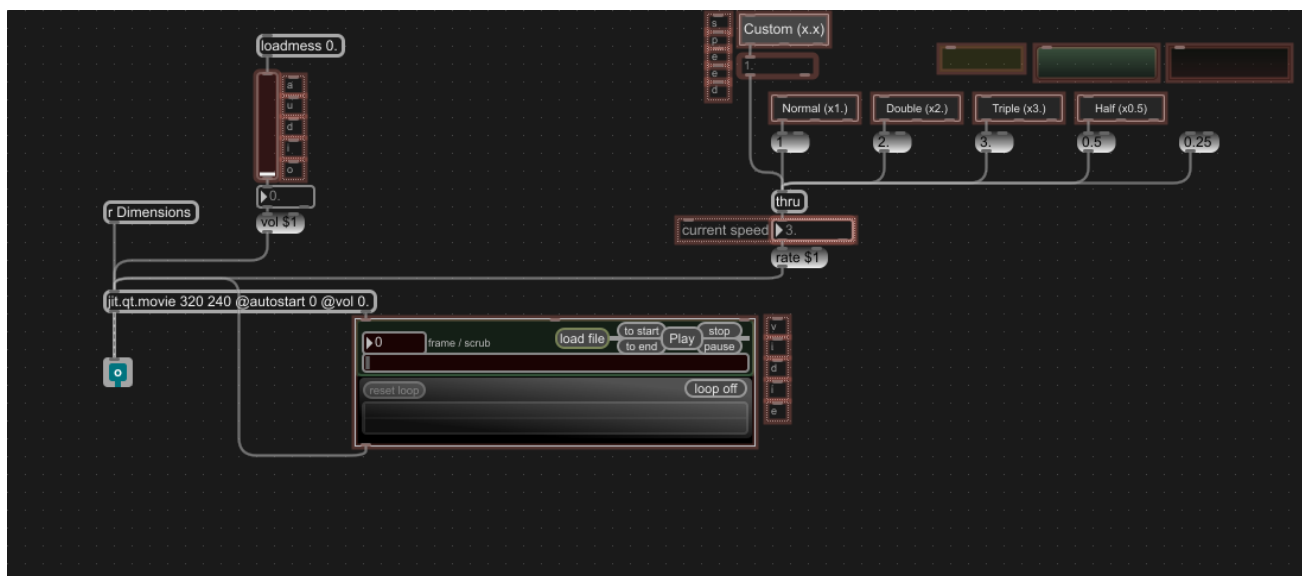 loadmess 0.
a
u
d
i
o
0.
vol $1
r Dimensions
jit.qt.movie 320 240 @autostart 0 @vol 0.
s
p
e
e
d
Custom (x.x)
1.
Normal (x1.)
Double (x2.)
Triple (x3.)
Half (x0.5)
1
2.
3.
0.5
0.25
thru
current speed
3.
rate $1
0
frame / scrub
load file
to start
to end
Play
stop
pause
reset loop
loop off
v
i
d
i
e